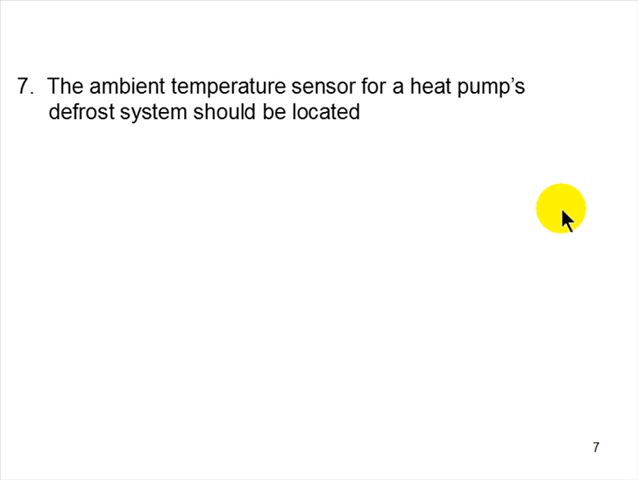 7. The ambient temperature sensor for a heat pump’s
defrost system should be located
7